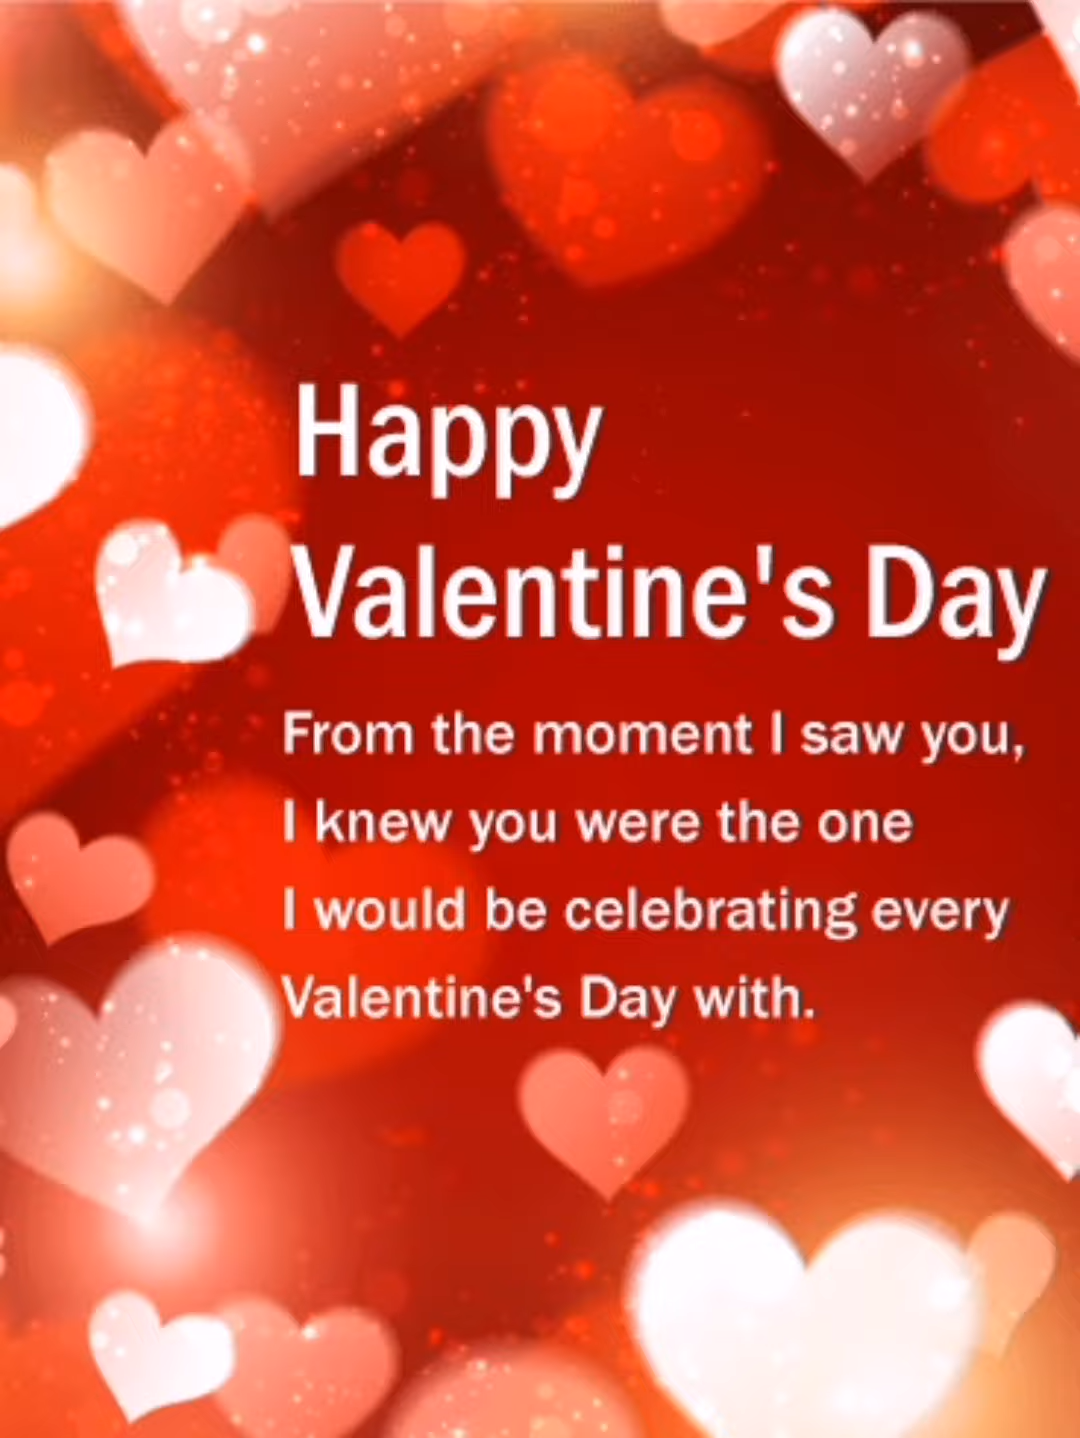 Happy
Valentine's Day
From the moment I saw you,
I knew you were the one
I would be celebrating every
Valentine's Day with.